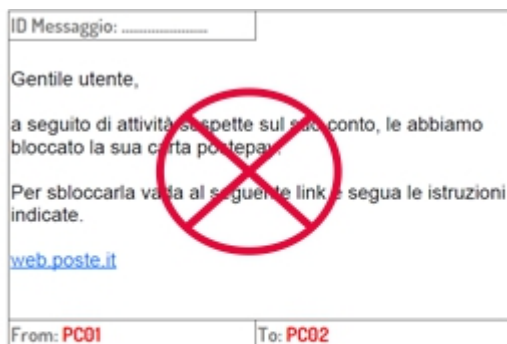 ID Messaggio: ........................
Gentile utente,
a seguito di attività sospette sul suo conto, le abbiamo
bloccato la sua carta postepay.
Per sbloccarla vada al seguente link e segua le istruzioni
indicate.
web.poste.it
From: PC01
To: PC02